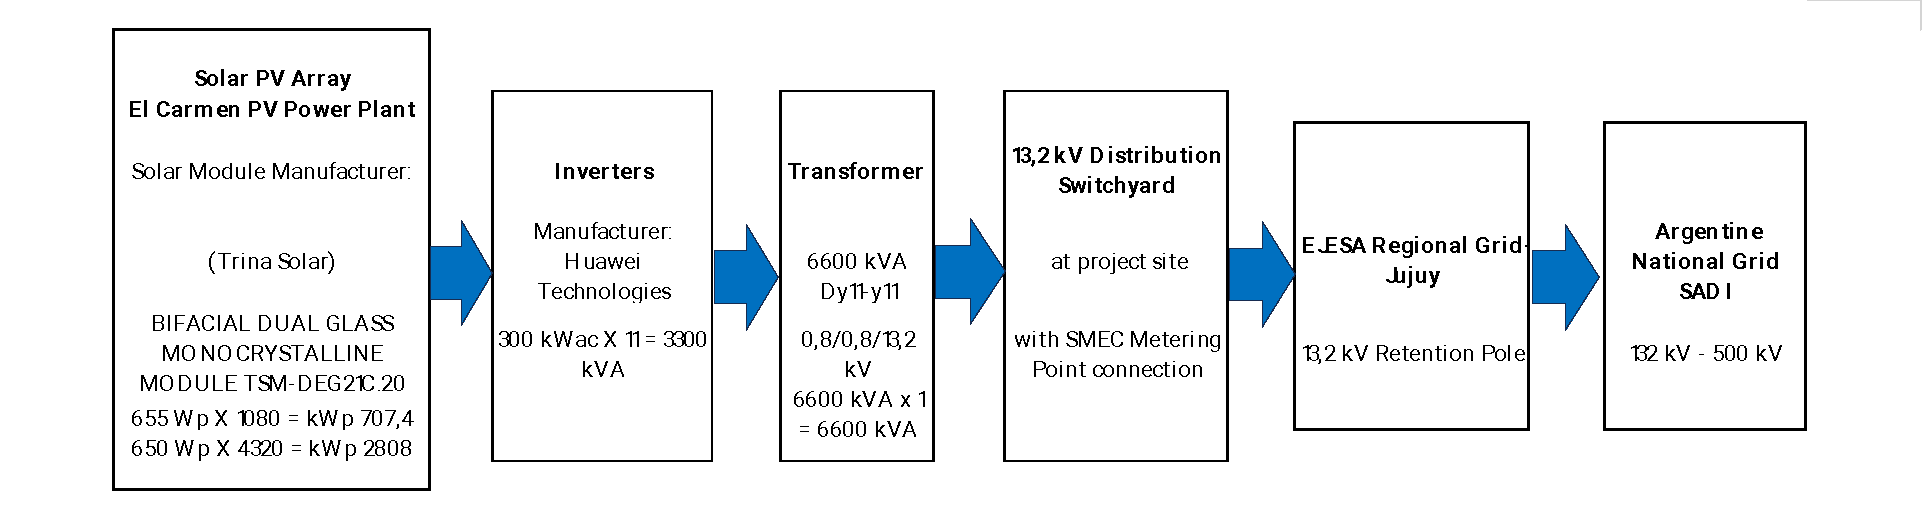 Solar PV Array
El Carmen PV Power Plant
Solar Module Manufacturer:
(Trina Solar)
BIFACIAL DUAL GLASS
MONOCRYSTALLINE
MODULE TSM-DEG21C.20
655 Wp X 1080 = kWp 707,4
650 Wp X 4320 = kWp 2808
Inverters
Manufacturer:
Huawei
Technologies
300 kWac X 11 = 3300
kVA
Transformer
6600 kVA
Dy11-y11
0,8/0,8/13,2
kV
6600 kVA x 1
= 6600 kVA
13,2 kV Distribution
Switchyard
at project site
with SMEC Metering
Point connection
EJESA Regional Grid-
Jujuy
13,2 kV Retention Pole
Argentine
National Grid
SADI
132 kV - 500 kV